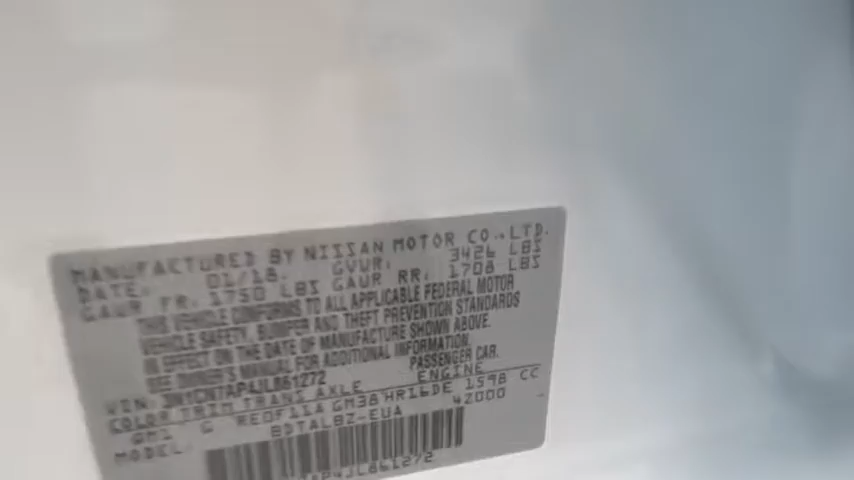 MANUFACTURED BY NISSAN MOTOR CO., LTD.
DATE: 01/18. GVWR: 3426 LBS
GAWR FR: 1750 LBS GAWR RR: 1708 LBS
THIS VEHICLE CONFORMS TO ALL APPLICABLE FEDERAL MOTOR
VEHICLE SAFETY, BUMPER AND THEFT PREVENTION STANDARDS
IN EFFECT ON THE DATE OF MANUFACTURE SHOWN ABOVE.
SEE OWNER'S MANUAL FOR ADDITIONAL INFORMATION.
VIN: PASSENGER CAR.
COLOR TRIM TRANS AXLE ENGINE
G RE0F11A GM38 HR16DE 1598 CC
MODEL: BDTALBZ-EUA 42000
JL861272